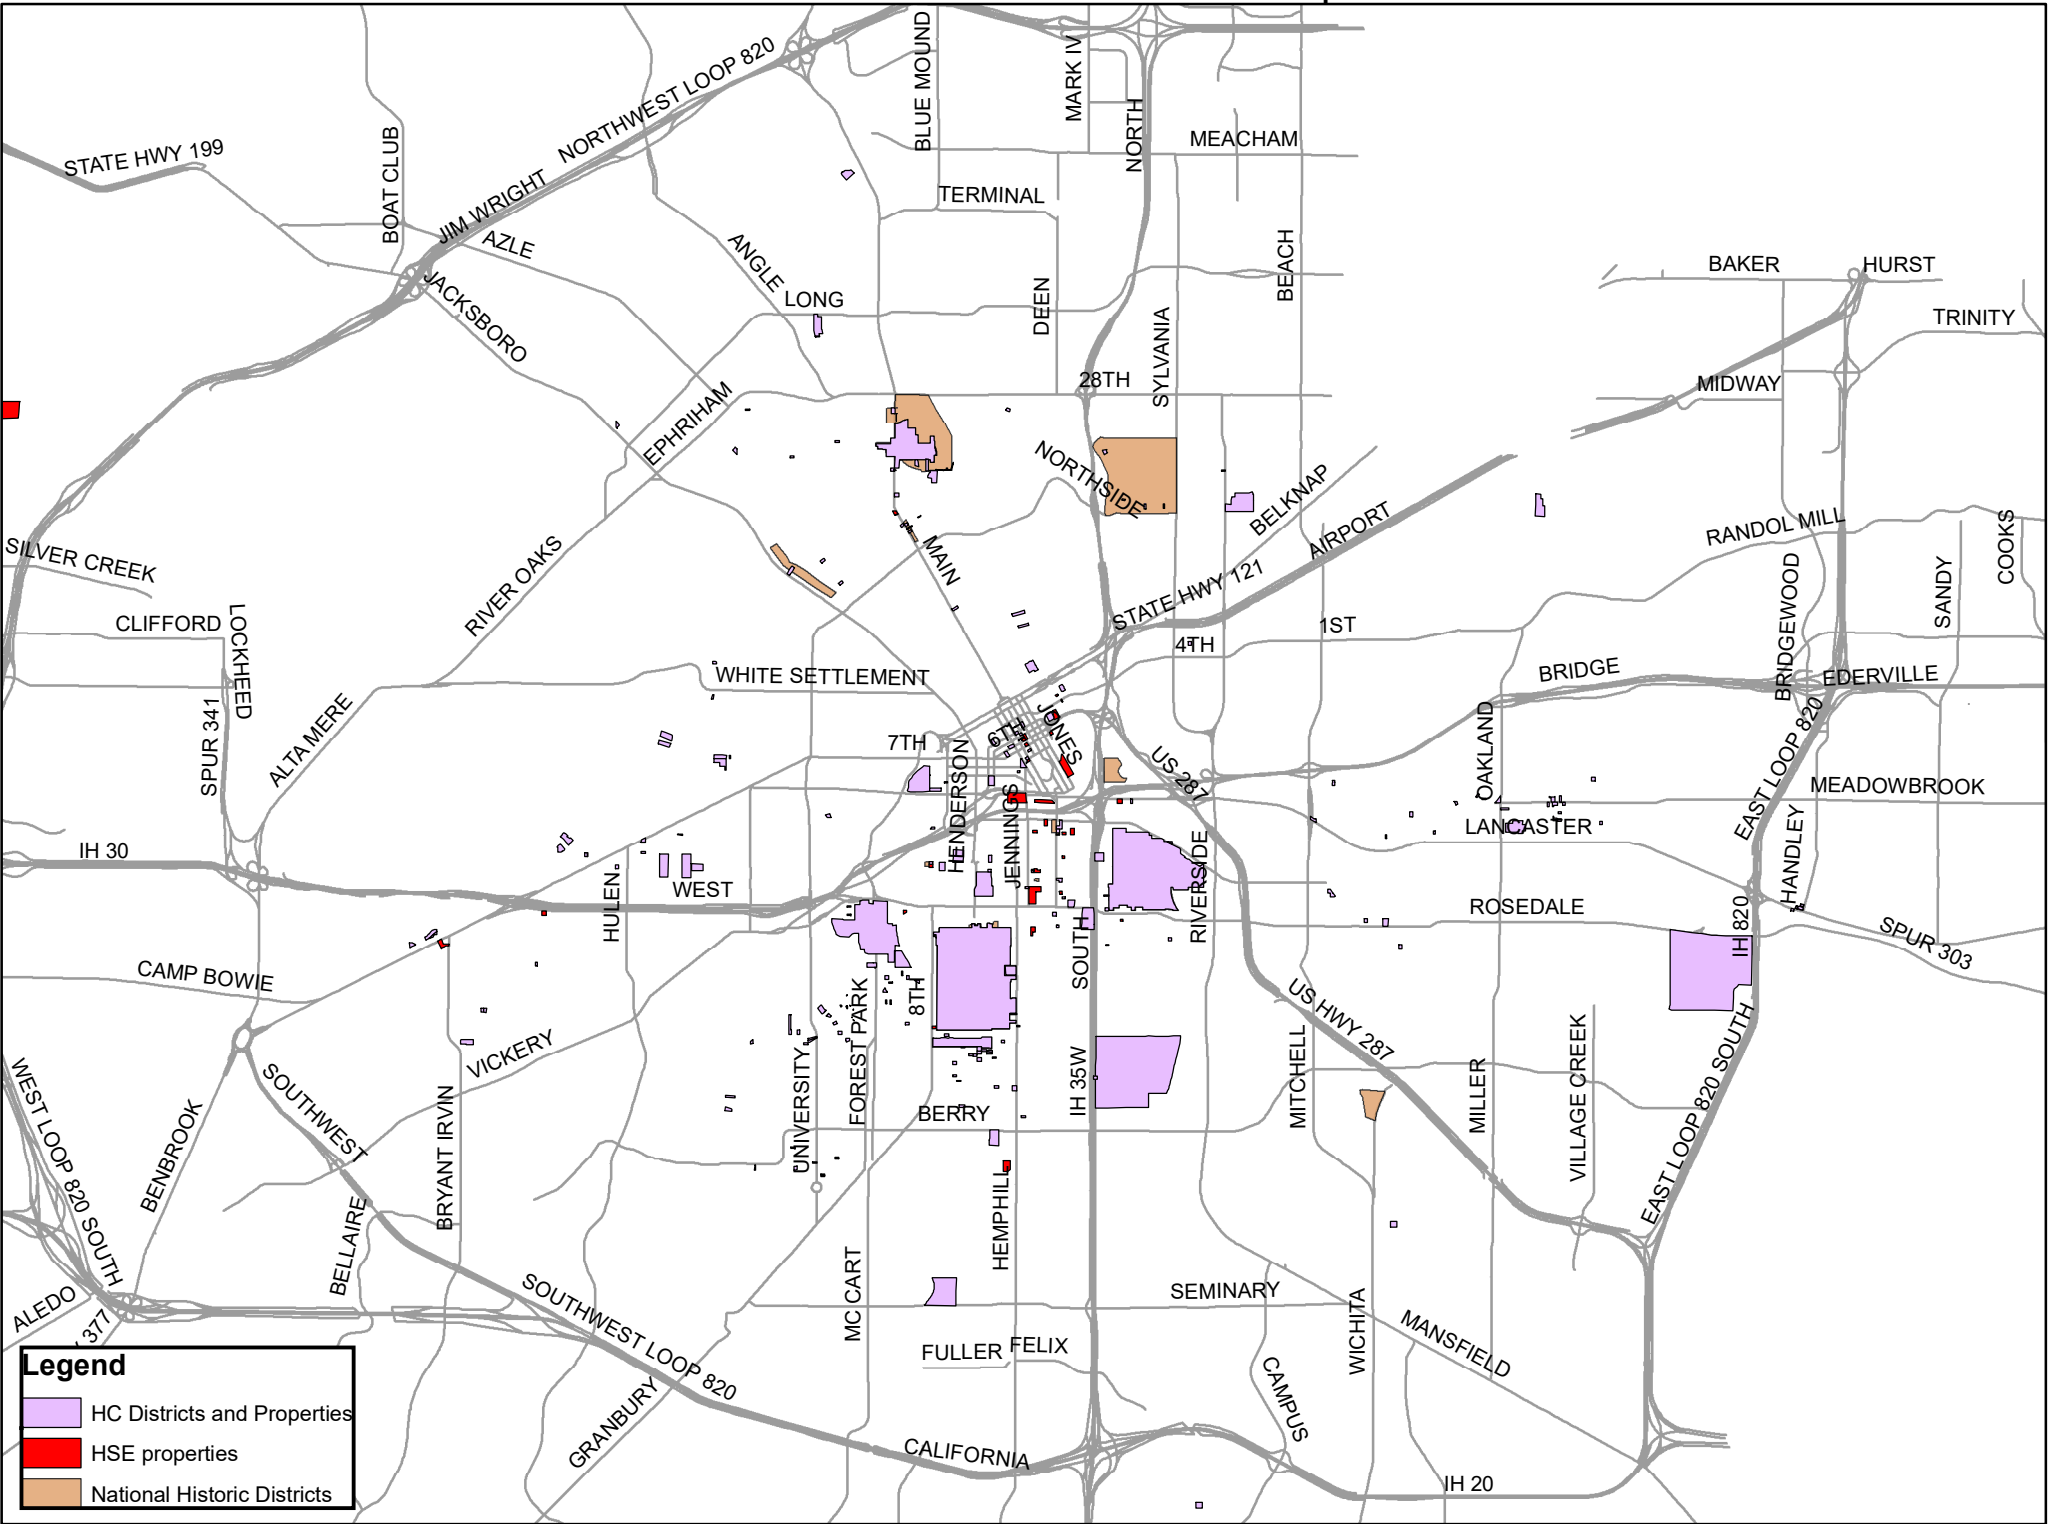 NORTHWEST LOOP 820
BLUE MOUND
MARK IV
NORTH
MEACHAM
STATE HWY 199
BOAT CLUB
JIM WRIGHT
AZLE
TERMINAL
ANGLE
JACKSBORO
LONG
DEEN
BEACH
BAKER
HURST
TRINITY
SYLVANIA
28TH
MIDWAY
EPHRIHAM
NORTHSIDE
BELKNAP
AIRPORT
RANDOL MILL
COOKS
SILVER CREEK
RIVER OAKS
MAIN
STATE HWY 121
BRIDGEWOOD
SANDY
CLIFFORD
LOCKHEED
1ST
4TH
WHITE SETTLEMENT
BRIDGE
EDERVILLE
SPUR 341
ALTA MERE
7TH
6TH
JONES
HENDERSON
US 287
OAKLAND
EAST LOOP 820
MEADOWBROOK
JENNINGS
LANCASTER
HANDLEY
IH 30
HULEN
WEST
RIVERSIDE
ROSEDALE
IH 820
SPUR 303
SOUTH
CAMP BOWIE
8TH
FOREST PARK
US HWY 287
VICKERY
UNIVERSITY
IH 35W
MITCHELL
MILLER
VILLAGE CREEK
EAST LOOP 820 SOUTH
WEST LOOP 820 SOUTH
SOUTHWEST
BENBROOK
BRYANT IRVIN
BERRY
BELLAIRE
HEMPHILL
MC CART
SEMINARY
ALEDO
377
SOUTHWEST LOOP 820
FULLER
FELIX
WICHITA
MANSFIELD
CAMPUS
GRANBURY
CALIFORNIA
IH 20
Legend
HC Districts and Properties
HSE properties
National Historic Districts